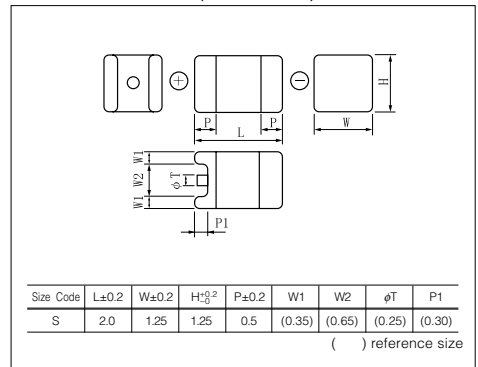 ⊕ ⊖
H
P P W
L
W1
W2
φT
W1
P1
Size Code L±0.2 W±0.2 H+0.2−0 P±0.2 W1 W2 φT P1
S 2.0 1.25 1.25 0.5 (0.35) (0.65) (0.25) (0.30)
( ) reference size